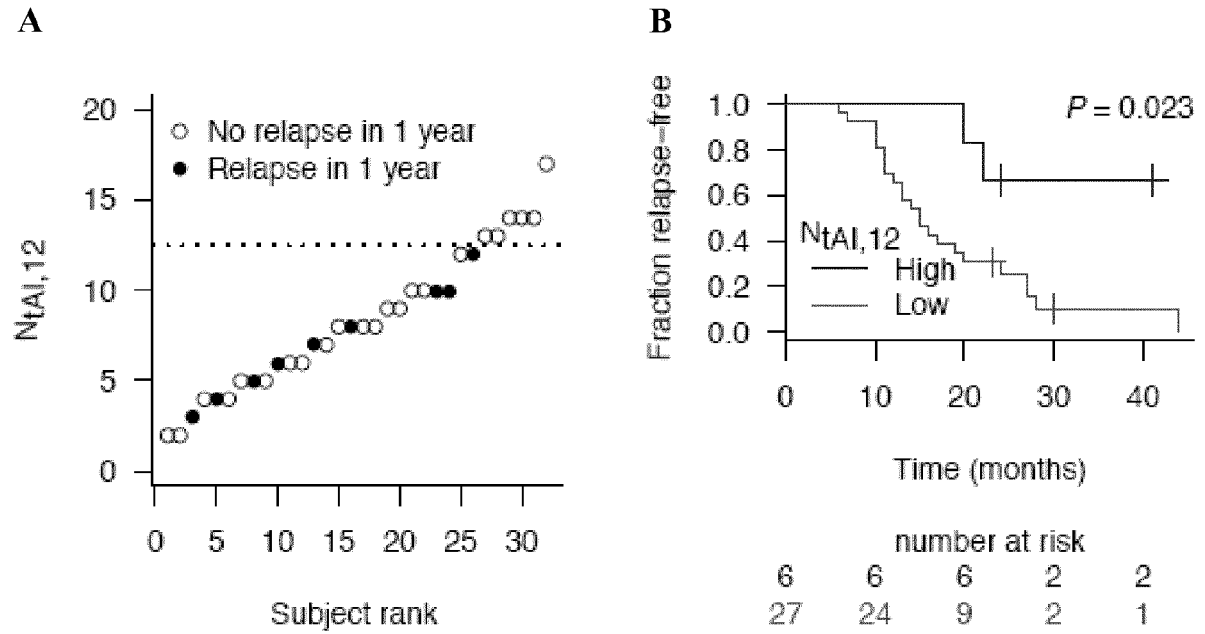 A
NtAI,12
20
15
10
5
0
No relapse in 1 year
Relapse in 1 year
0 5 10 15 20 25 30
Subject rank
B
Fraction relapse-free
1.0
0.8
0.6
0.4
0.2
0.0
P = 0.023
NtAI,12
High
Low
0 10 20 30 40
Time (months)
number at risk
6 6 6 2 2
27 24 9 2 1